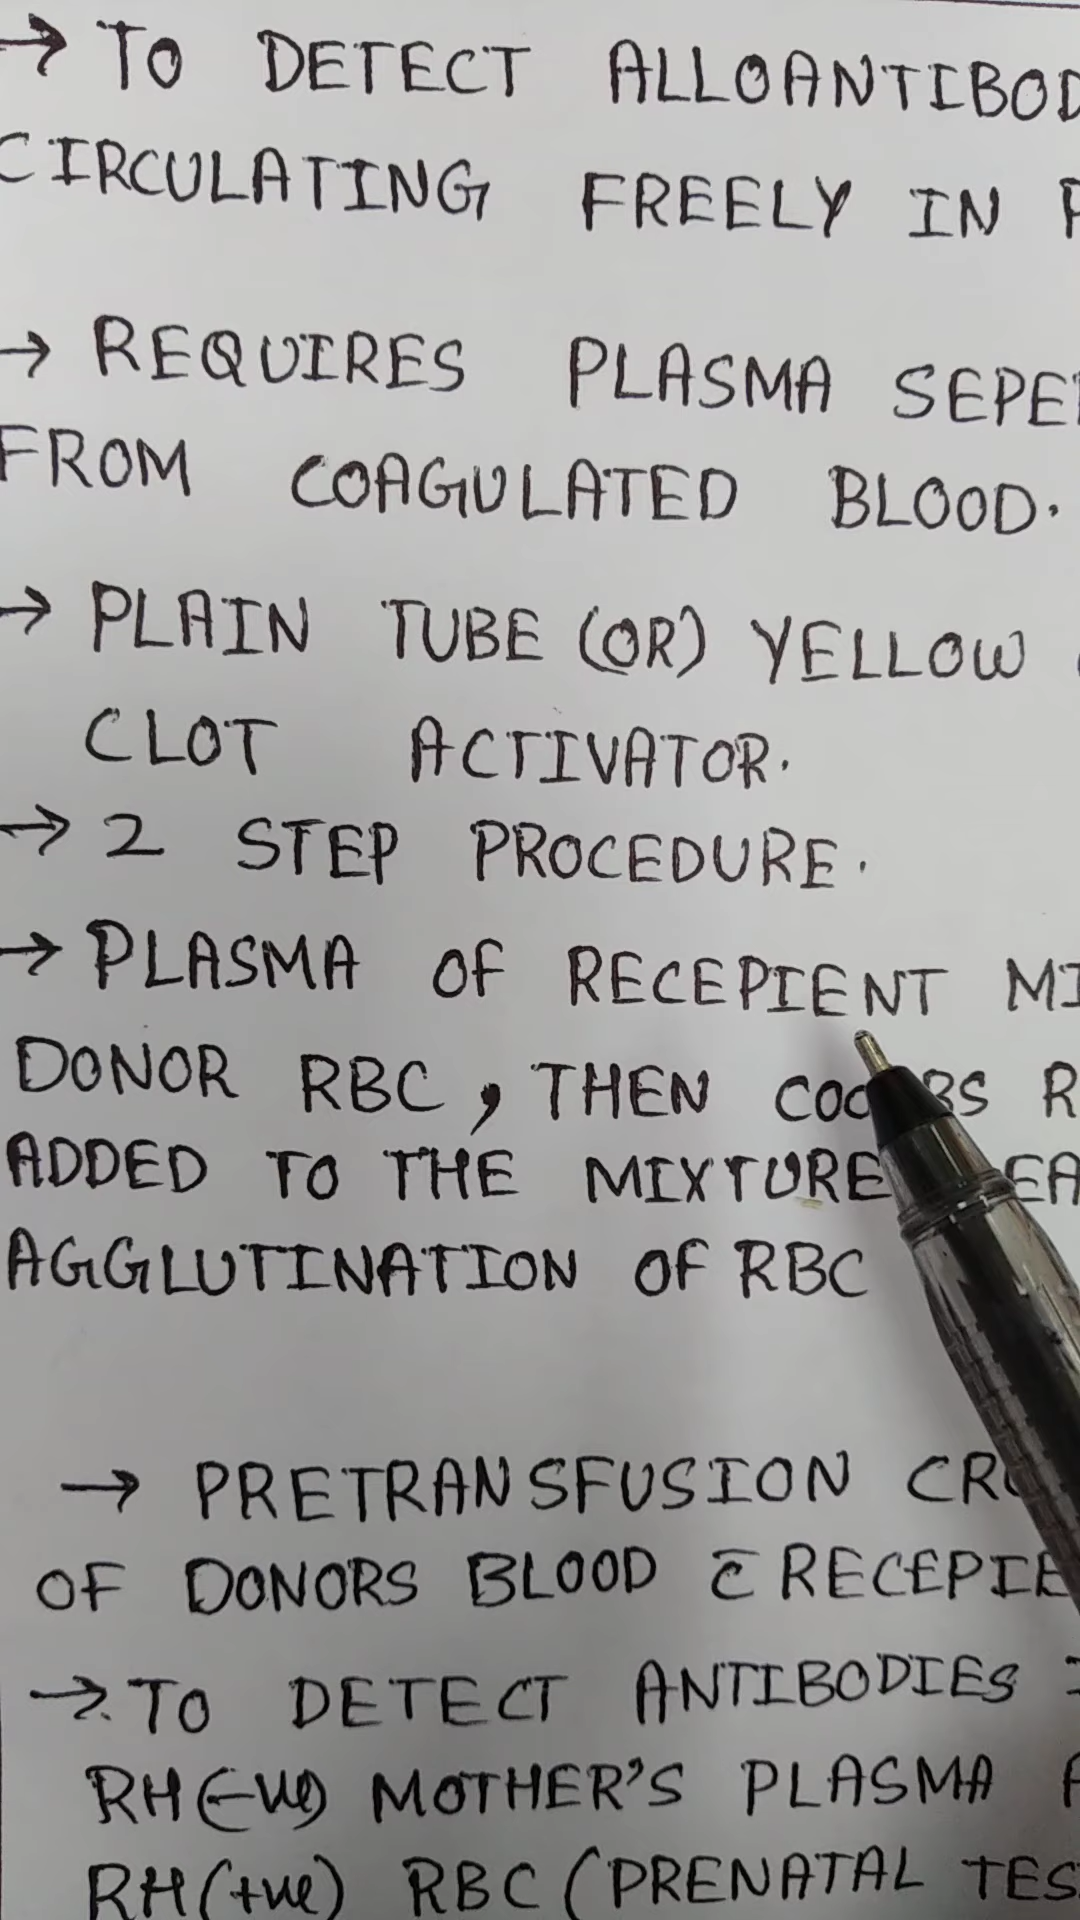 → TO DETECT ALLOANTIBOD
CIRCULATING FREELY IN P
→ REQUIRES PLASMA SEPE
FROM COAGULATED BLOOD.
→ PLAIN TUBE (OR) YELLOW
CLOT ACTIVATOR.
→ 2 STEP PROCEDURE.
→ PLASMA OF RECEPIENT MI
DONOR RBC, THEN R
ADDED TO THE MIXTURE
AGGLUTINATION OF RBC
→ PRETRANSFUSION CR
OF DONORS BLOOD c̄ RECEPIE
→ TO DETECT ANTIBODIES
RH (-ve) MOTHER'S PLASMA
RH (+ve) RBC (PRENATAL TES